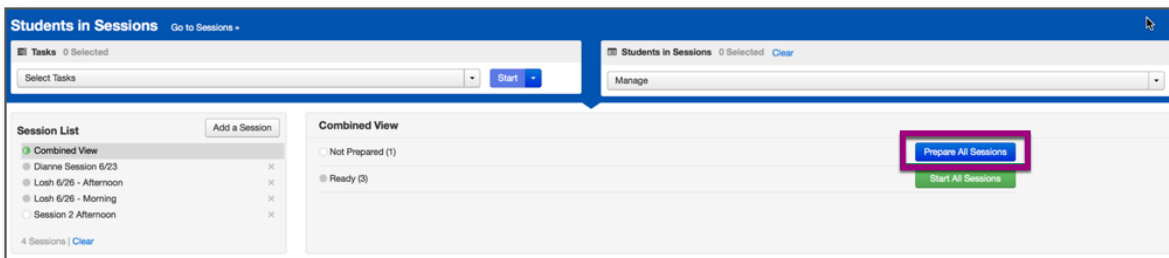 Students in Sessions Go to Sessions
Tasks 0 Selected
Select Tasks
Start
Students in Sessions 0 Selected Clear
Manage
Session List
Add a Session
Combined View
Dianne Session 6/23
Losh 6/26 - Afternoon
Losh 6/26 - Morning
Session 2 Afternoon
4 Sessions | Clear
Combined View
Not Prepared (1)
Prepare All Sessions
Ready (3)
Start All Sessions